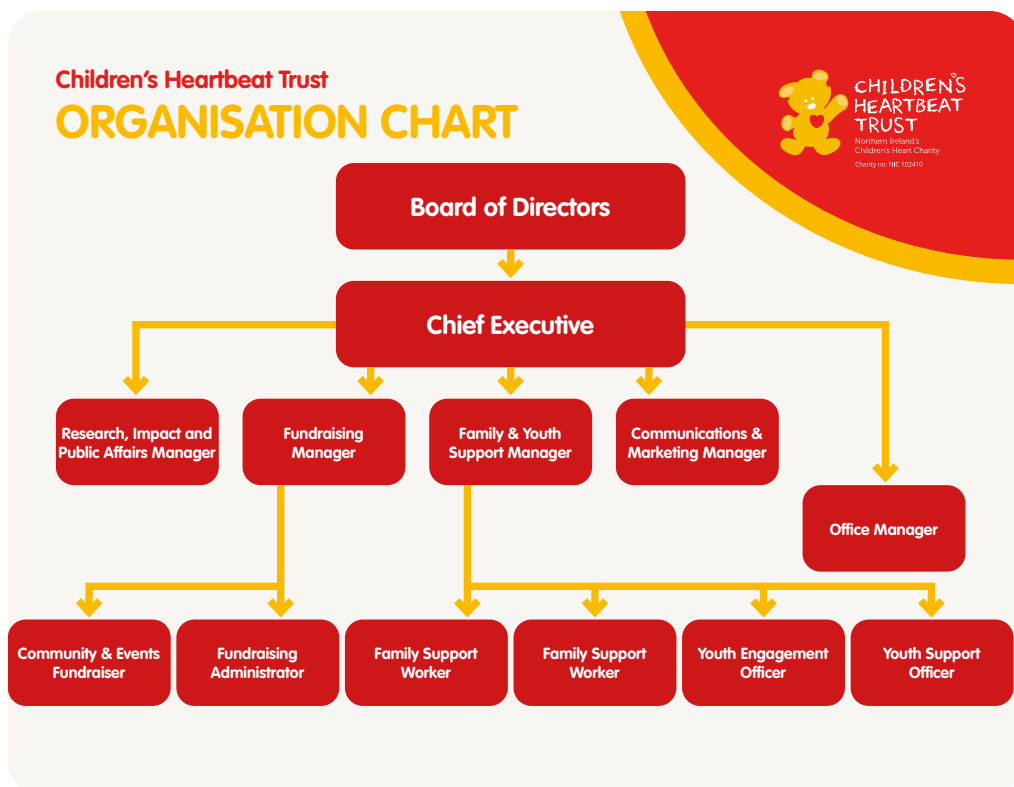 Children's Heartbeat Trust
ORGANISATION CHART
CHILDREN'S
HEARTBEAT
TRUST
Northern Ireland's
Children's Heart Charity
Charity no: NIC 102410
Board of Directors
Chief Executive
Research, Impact and
Public Affairs Manager
Fundraising
Manager
Family & Youth
Support Manager
Communications &
Marketing Manager
Office Manager
Community & Events
Fundraiser
Fundraising
Administrator
Family Support
Worker
Family Support
Worker
Youth Engagement
Officer
Youth Support
Officer